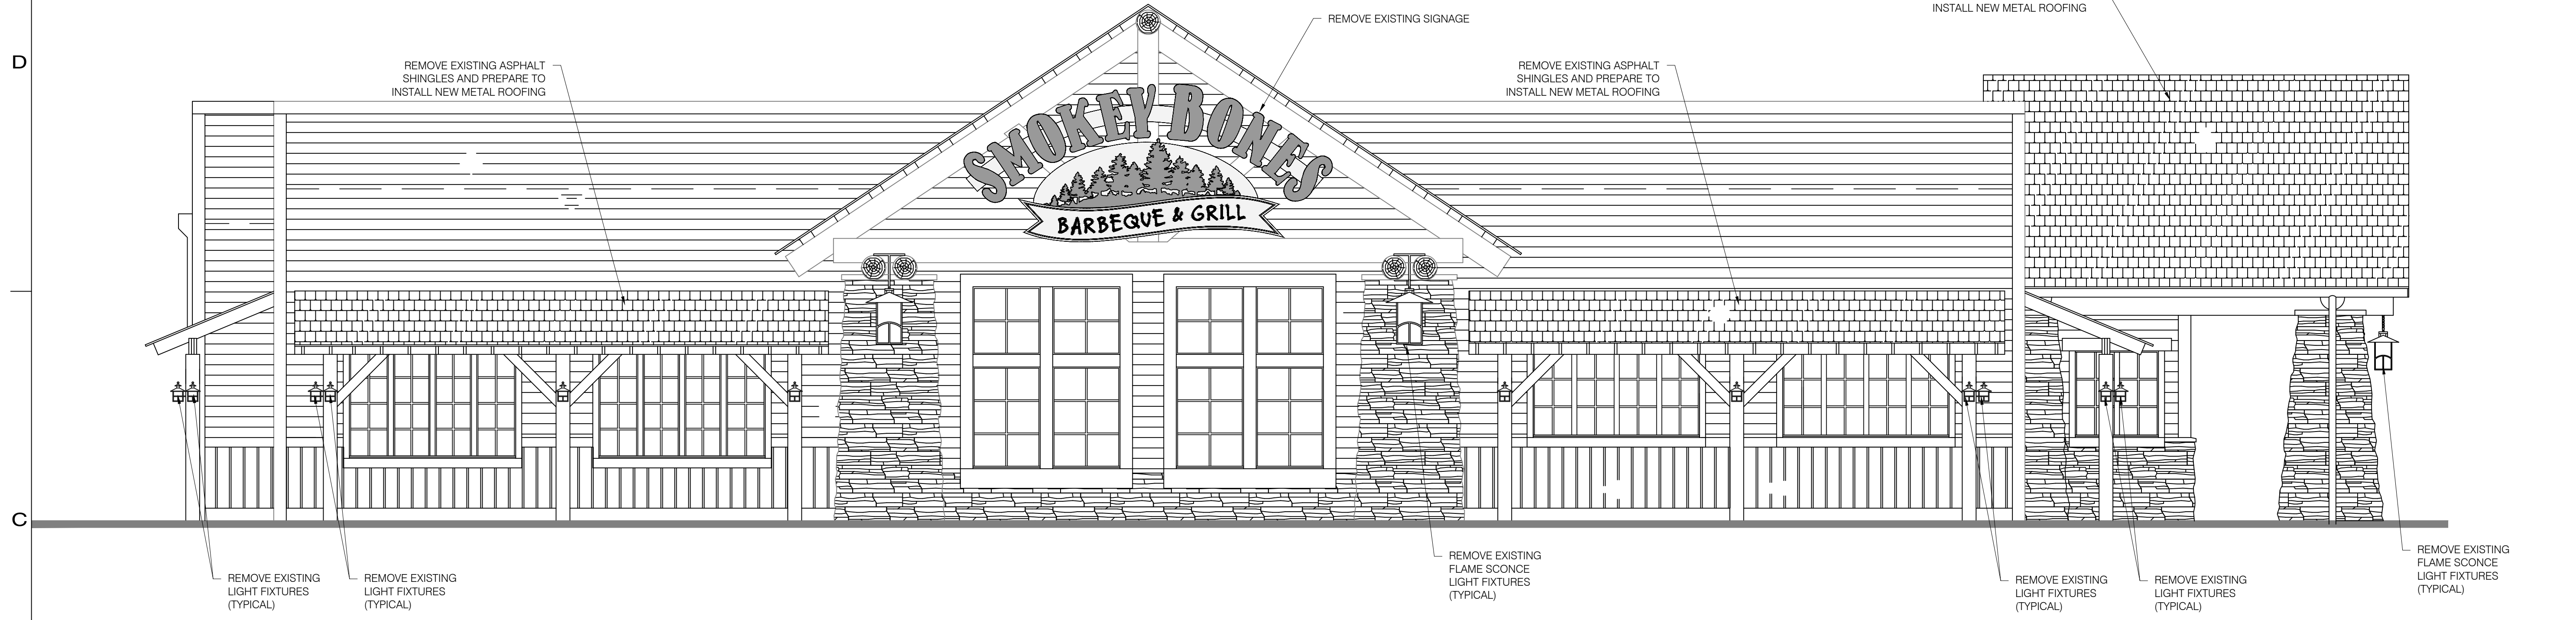 INSTALL NEW METAL ROOFING
REMOVE EXISTING SIGNAGE
D
REMOVE EXISTING ASPHALT
SHINGLES AND PREPARE TO
INSTALL NEW METAL ROOFING
REMOVE EXISTING ASPHALT
SHINGLES AND PREPARE TO
INSTALL NEW METAL ROOFING
SMOKEY BONES
BARBEQUE & GRILL
C
REMOVE EXISTING
LIGHT FIXTURES
(TYPICAL)
REMOVE EXISTING
LIGHT FIXTURES
(TYPICAL)
REMOVE EXISTING
FLAME SCONCE
LIGHT FIXTURES
(TYPICAL)
REMOVE EXISTING
LIGHT FIXTURES
(TYPICAL)
REMOVE EXISTING
LIGHT FIXTURES
(TYPICAL)
REMOVE EXISTING
FLAME SCONCE
LIGHT FIXTURES
(TYPICAL)